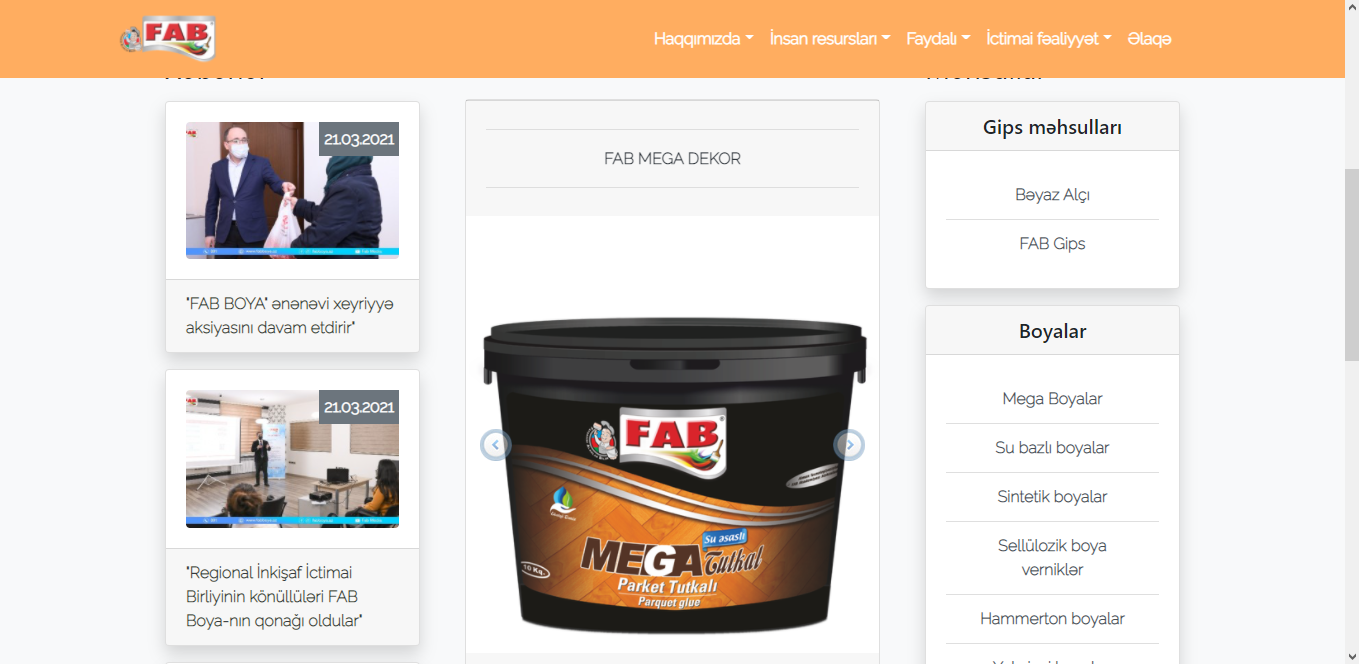 FAB
Haqqımızda
İnsan resursları
Faydalı
İctimai fəaliyyət
Əlaqə
21.03.2021
"FAB BOYA" ənənəvi xeyriyyə
aksiyasını davam etdirir"
21.03.2021
"Regional İnkişaf İctimai
Birliyinin könüllüləri FAB
Boya-nın qonağı oldular"
FAB MEGA DEKOR
FAB
Su əsaslı
MEGA Tutkal
10 Kq.
Parket Tutkalı
Parquet glue
Gips məhsulları
Bəyaz Alçı
FAB Gips
Boyalar
Mega Boyalar
Su bazlı boyalar
Sintetik boyalar
Sellülozik boya
verniklər
Hammerton boyalar